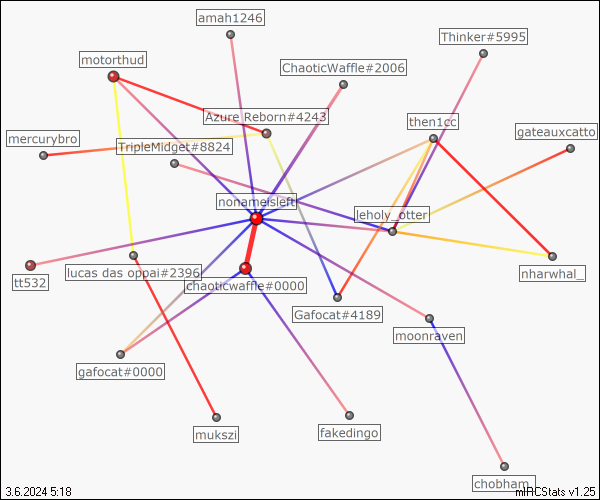 amah1246
Thinker#5995
motorthud
ChaoticWaffle#2006
Azure Reborn#4243
then1cc
gateauxcatto
mercurybro
TripleMidget#8824
nonameisleft
leholy_otter
tt532
lucas das oppai#2396
nharwhal_
chaoticwaffle#0000
Gafocat#4189
moonraven
gafocat#0000
mukszi
fakedingo
chobham_
3.6.2024 5:18
mIRCStats v1.25